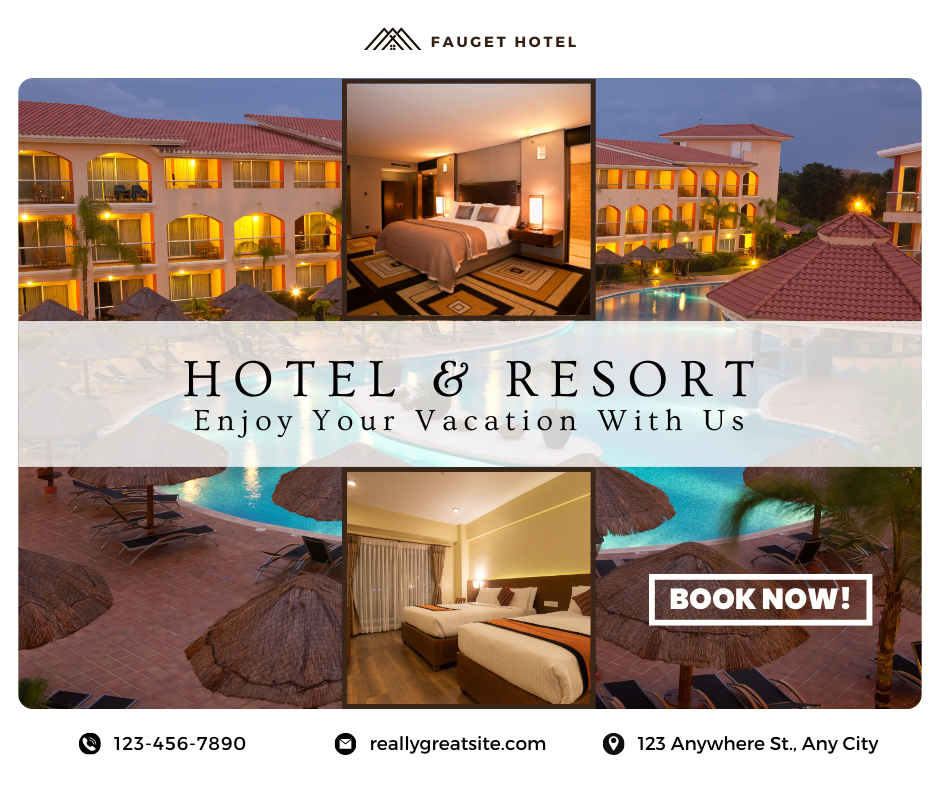 FAUGET HOTEL
HOTEL & RESORT
Enjoy Your Vacation With Us
BOOK NOW!
123-456-7890
reallygreatsite.com
123 Anywhere St., Any City